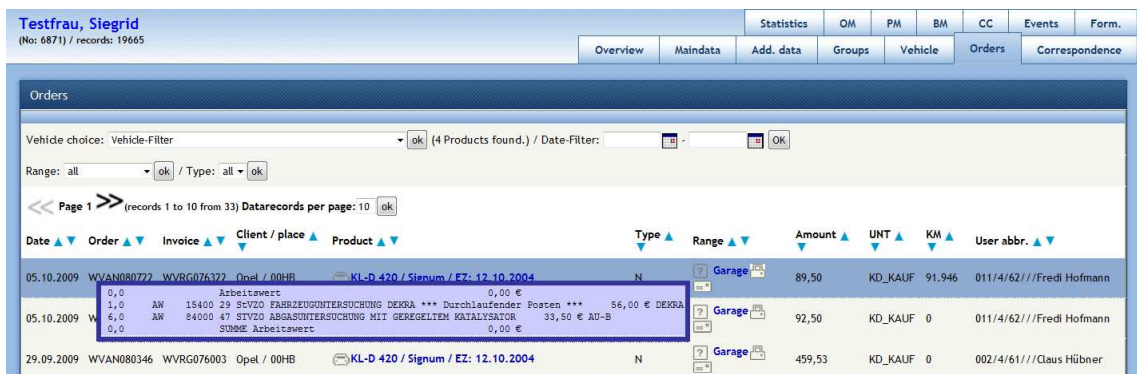 Testfrau, Siegrid
(No: 6871) / records: 19665
Statistics OM PM BM CC Events Form.
Overview Maindata Add. data Groups Vehicle Orders Correspondence
Orders
Vehicle choice: Vehicle-Filter ok (4 Products found.) / Date-Filter: - OK
Range: all ok / Type: all ok
<< Page 1 >> (records 1 to 10 from 33) Datarecords per page: 10 ok
Date Order Invoice Client / place Product Type Range Amount UNT KM User abbr.
05.10.2009 WVAN080722 WVRG076322 Opel / 00HB KL-D 420 / Signum / EZ: 12.10.2004 N ? Garage 89,50 KD_KAUF 91.946 011/4/62///Fredi Hofmann
0,0 Arbeitswert 0,00 €
1,0 AW 15400 29 StVZO FAHRZEUGUNTERSUCHUNG DEKRA *** Durchlaufender Posten *** 56,00 € DEKRA
6,0 AW 84000 47 STVZO ABGASUNTERSUCHUNG MIT GEREGELTEM KATALYSATOR 33,50 € AU-B
0,0 SUMME Arbeitswert 0,00 €
05.10.2009 W ? Garage 92,50 KD_KAUF 0 011/4/62///Fredi Hofmann
29.09.2009 WVAN080346 WVRG076003 Opel / 00HB KL-D 420 / Signum / EZ: 12.10.2004 N ? Garage 459,53 KD_KAUF 0 002/4/61///Claus Hübner